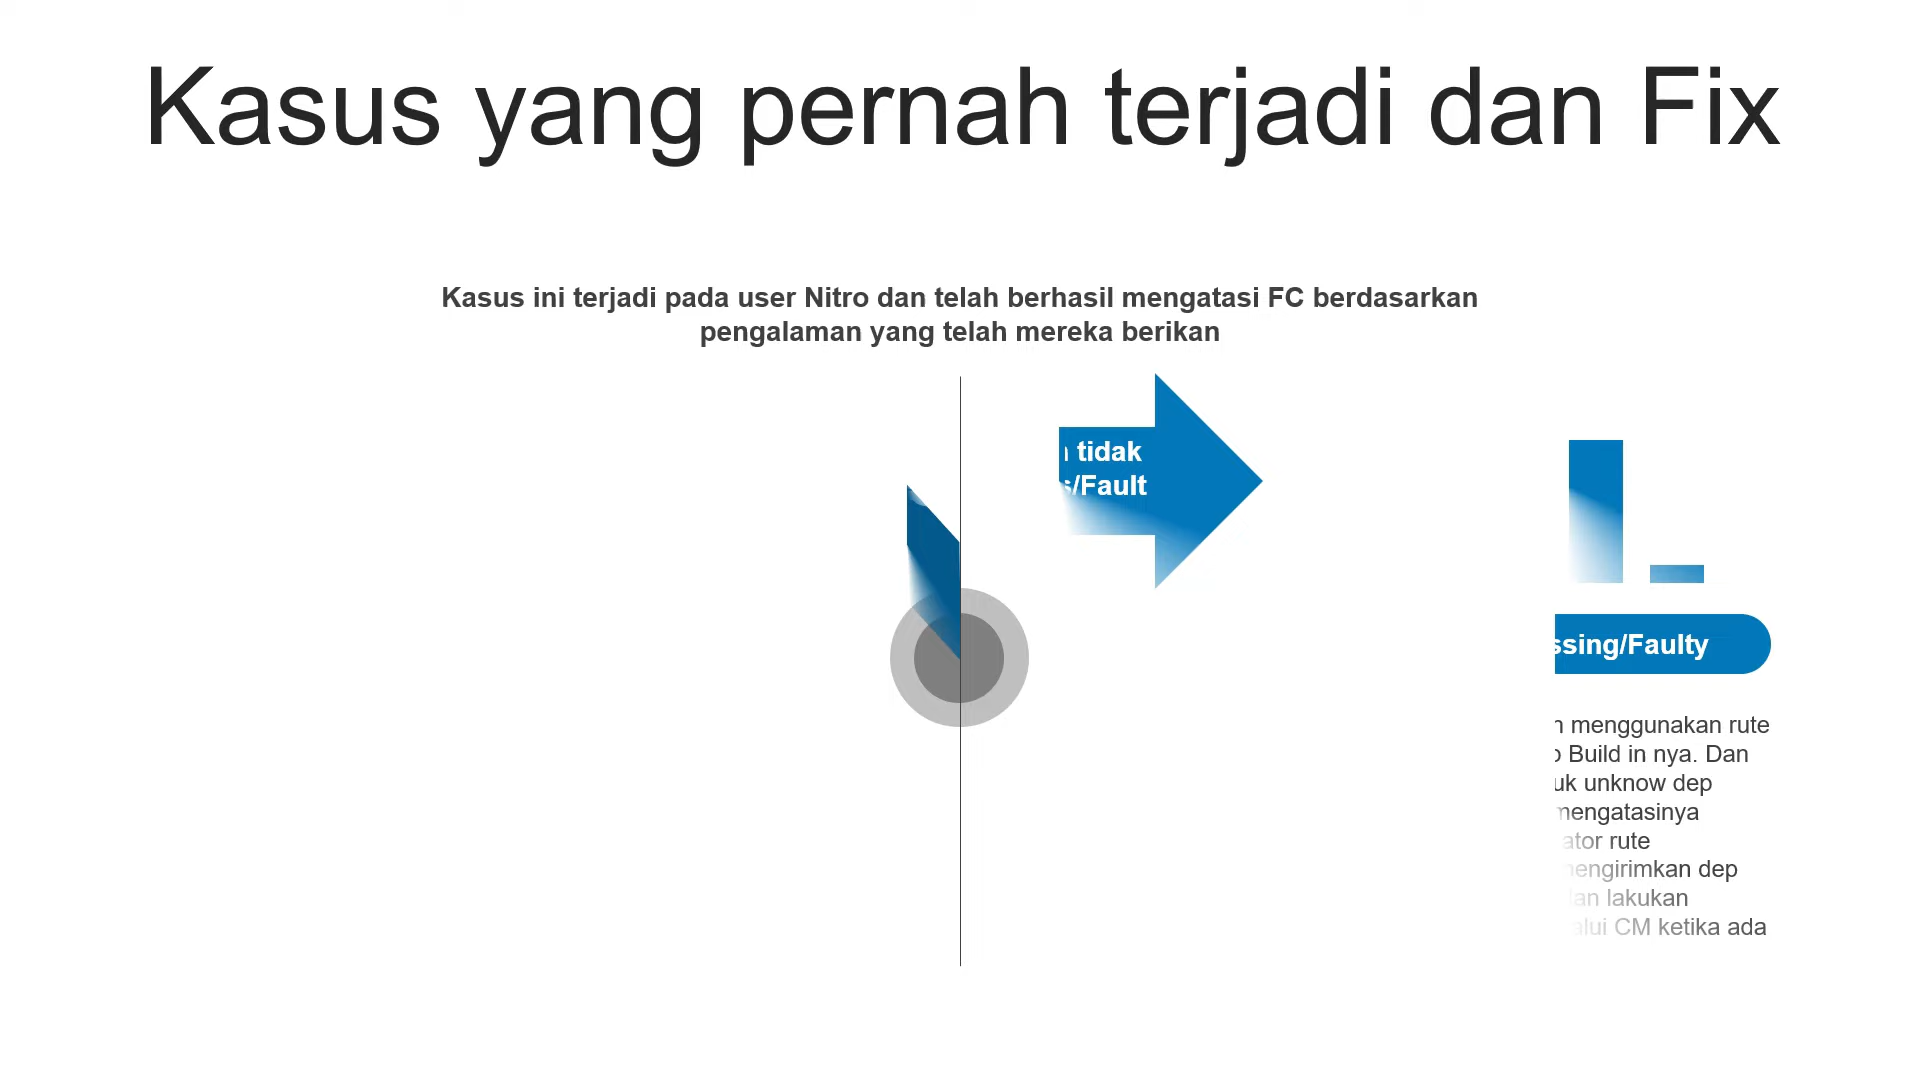 Kasus yang pernah terjadi dan Fix
Kasus ini terjadi pada user Nitro dan telah berhasil mengatasi FC berdasarkan
pengalaman yang telah mereka berikan
tidak
/Fault
ssing/Faulty
menggunakan rute
Build in nya. Dan
uk unknow dep
mengatasinya
ator rute
mengirimkan dep
lan lakukan
alui CM ketika ada